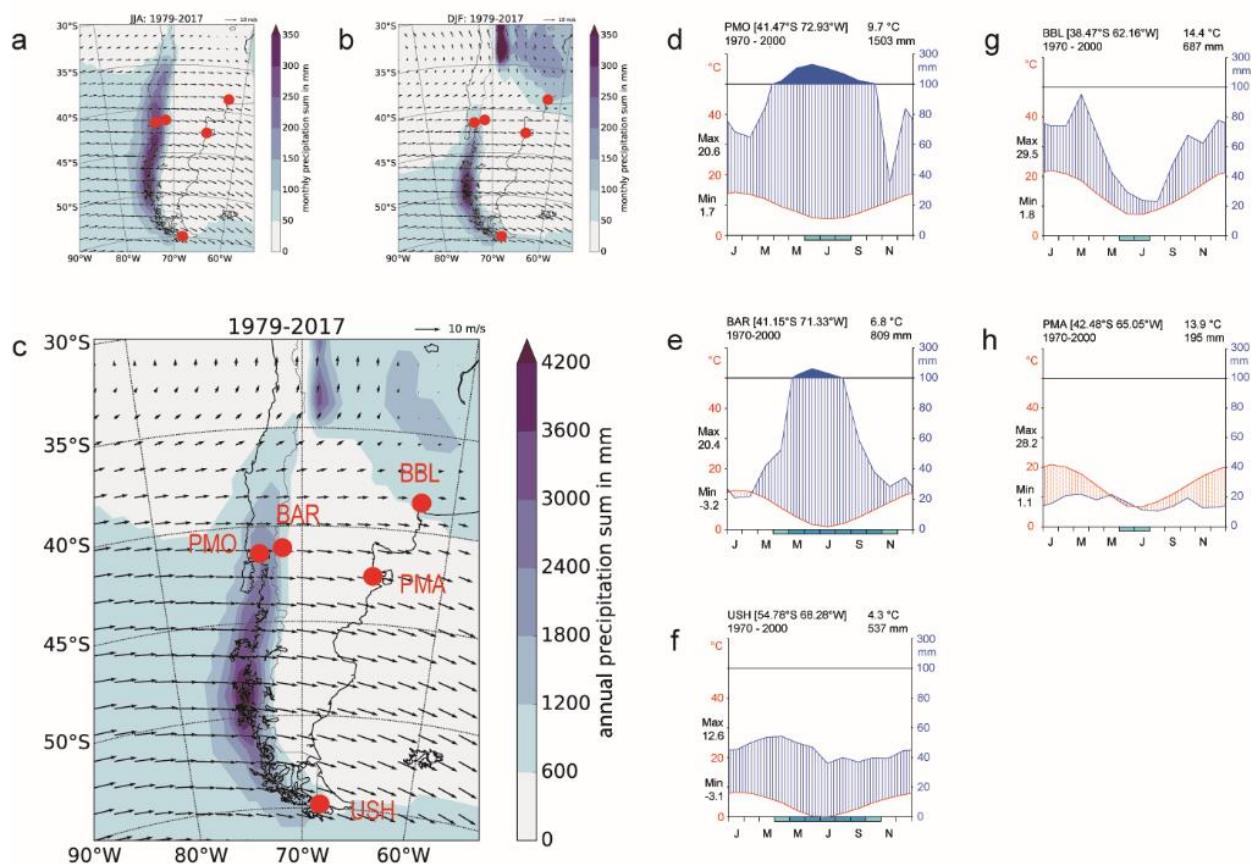 a
JJA: 1979-2017
10 m/s
30°S
35°S
40°S
45°S
50°S
90°W
80°W
70°W
60°W
350
300
250
200
150
100
50
0
monthly precipitation sum in mm
b
DJF: 1979-2017
10 m/s
30°S
35°S
40°S
45°S
50°S
90°W
80°W
70°W
60°W
350
300
250
200
150
100
50
0
monthly precipitation sum in mm
c
1979-2017
10 m/s
30°S
35°S
40°S
45°S
50°S
90°W
80°W
70°W
60°W
BBL
BAR
PMO
PMA
USH
4200
3600
3000
2400
1800
1200
600
0
annual precipitation sum in mm
d
PMO [41.47°S 72.93°W] 9.7 °C
1970 - 2000 1503 mm
°C
40
Max
20.6
20
Min
1.7
0
300
mm
100
80
60
40
20
0
J M M J S N
e
BAR [41.15°S 71.33°W] 6.8 °C
1970-2000 809 mm
°C
40
Max
20.4
20
Min
-3.2
0
300
mm
100
80
60
40
20
0
J M M J S N
f
USH [54.78°S 68.28°W] 4.3 °C
1970 - 2000 537 mm
°C
40
Max
12.6
20
Min
-3.1
0
300
mm
100
80
60
40
20
0
J M M J S N
g
BBL [38.47°S 62.16°W] 14.4 °C
1970 - 2000 687 mm
°C
40
Max
29.5
20
Min
1.8
0
300
mm
100
80
60
40
20
0
J M M J S N
h
PMA [42.48°S 65.05°W] 13.9 °C
1970-2000 195 mm
°C
40
Max
28.2
20
Min
1.1
0
300
mm
100
80
60
40
20
0
J M M J S N